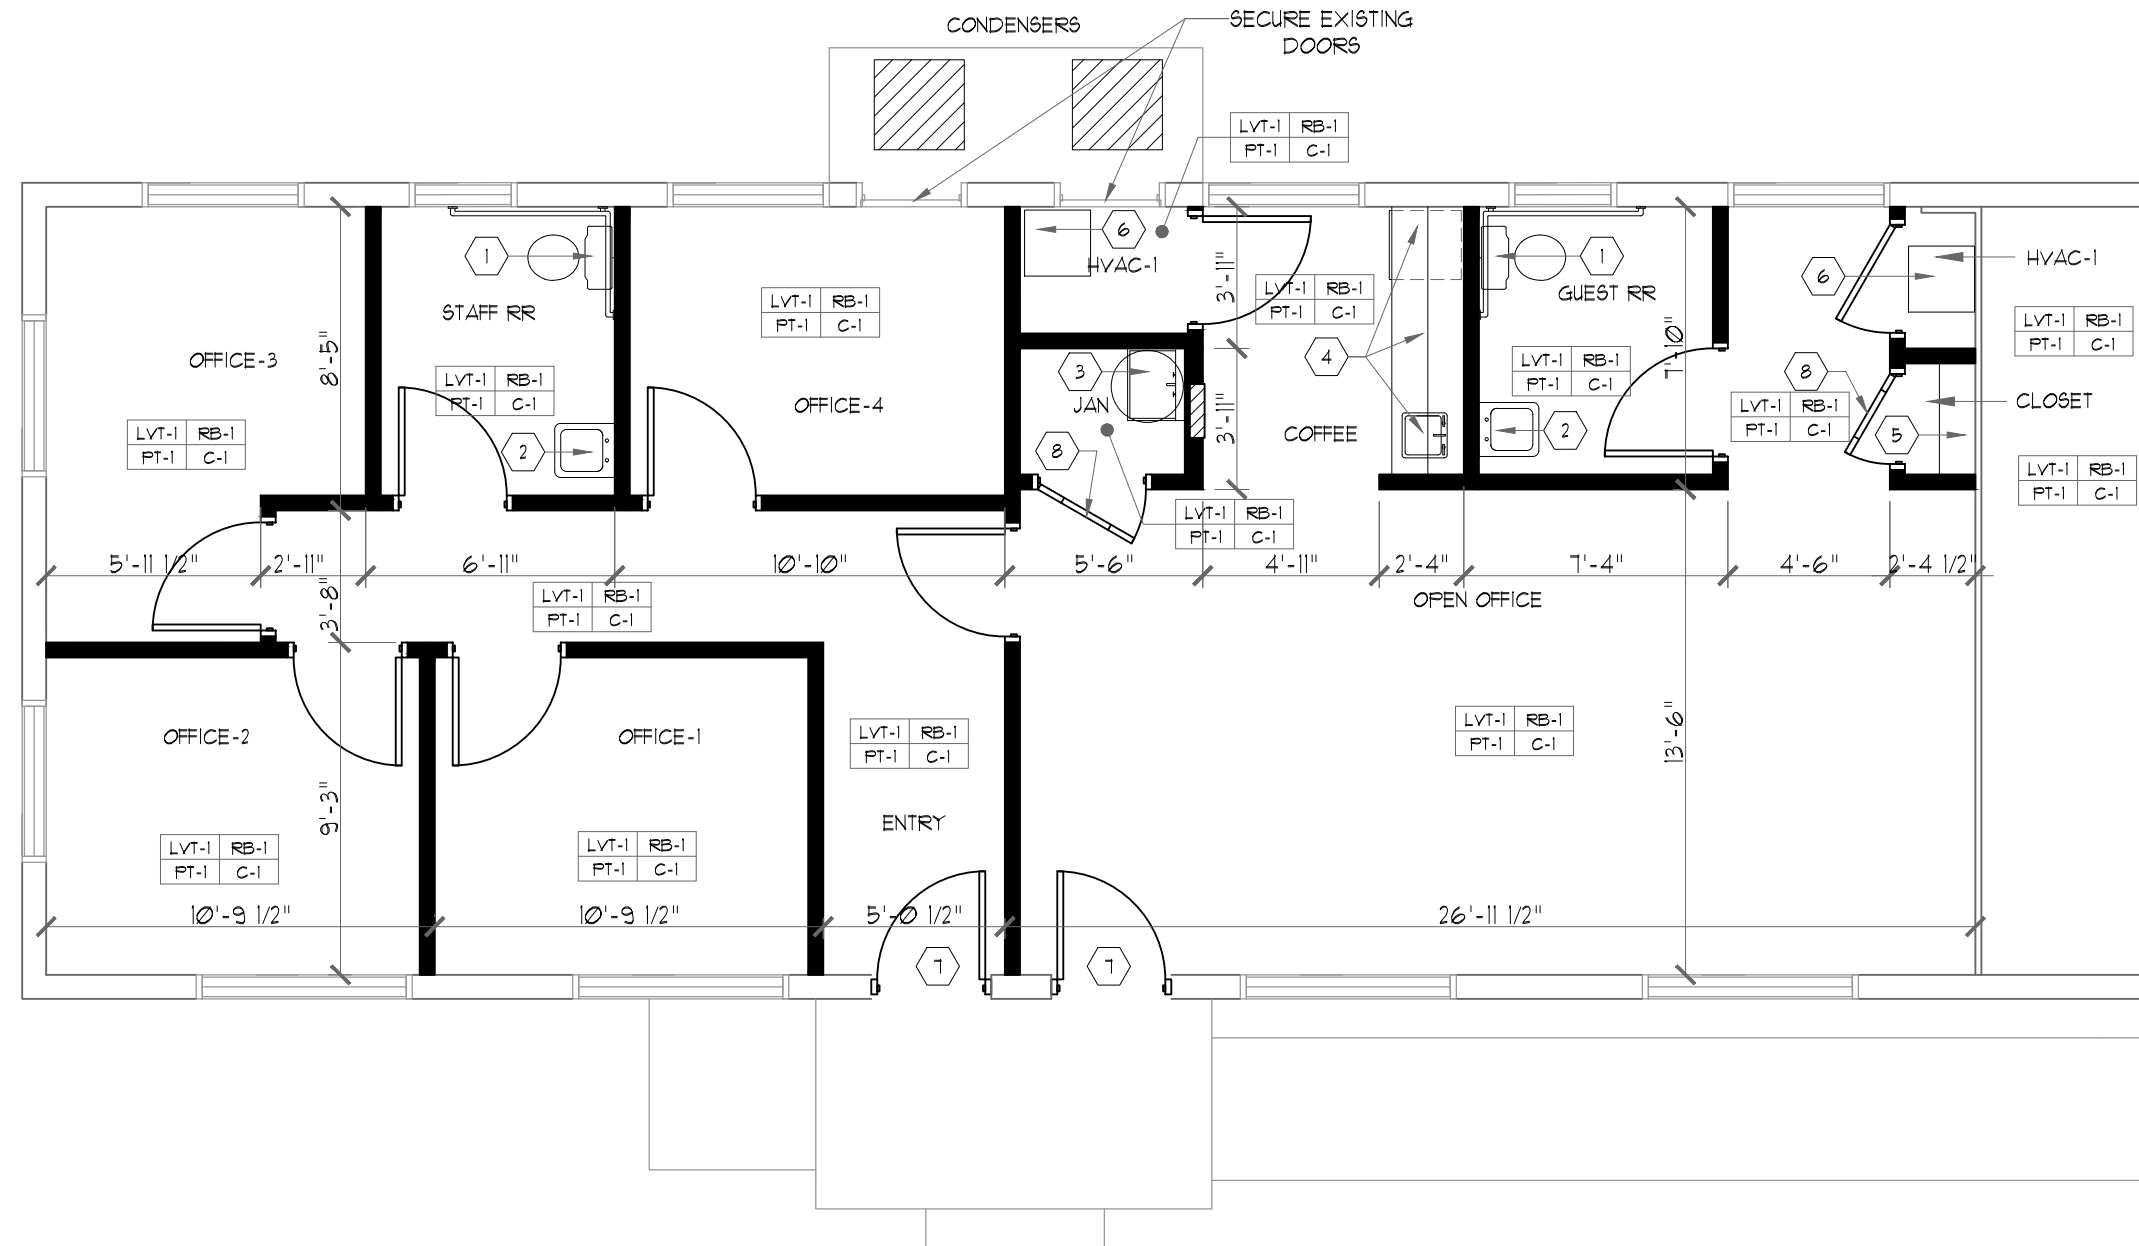 CONDENSERS
SECURE EXISTING
DOORS
LVT-1 RB-1
PT-1 C-1
6
HVAC-1
3'-11"
1
STAFF RR
LVT-1 RB-1
PT-1 C-1
LVT-1 RB-1
PT-1 C-1
1
GUEST RR
6
HVAC-1
LVT-1 RB-1
PT-1 C-1
OFFICE-3
8'-5"
LVT-1 RB-1
PT-1 C-1
OFFICE-4
3
JAN
3'-11"
4
COFFEE
LVT-1 RB-1
PT-1 C-1
7'-10"
8
LVT-1 RB-1
PT-1 C-1
CLOSET
5
LVT-1 RB-1
PT-1 C-1
2
8
2
LVT-1 RB-1
PT-1 C-1
LVT-1 RB-1
PT-1 C-1
5'-11 1/2"
2'-11"
6'-11"
10'-10"
5'-6"
4'-11"
2'-4"
7'-4"
4'-6"
2'-4 1/2"
3'-8"
LVT-1 RB-1
PT-1 C-1
OPEN OFFICE
OFFICE-2
OFFICE-1
LVT-1 RB-1
PT-1 C-1
LVT-1 RB-1
PT-1 C-1
13'-6"
9'-3"
ENTRY
LVT-1 RB-1
PT-1 C-1
LVT-1 RB-1
PT-1 C-1
10'-9 1/2"
10'-9 1/2"
5'-0 1/2"
26'-11 1/2"
7
7